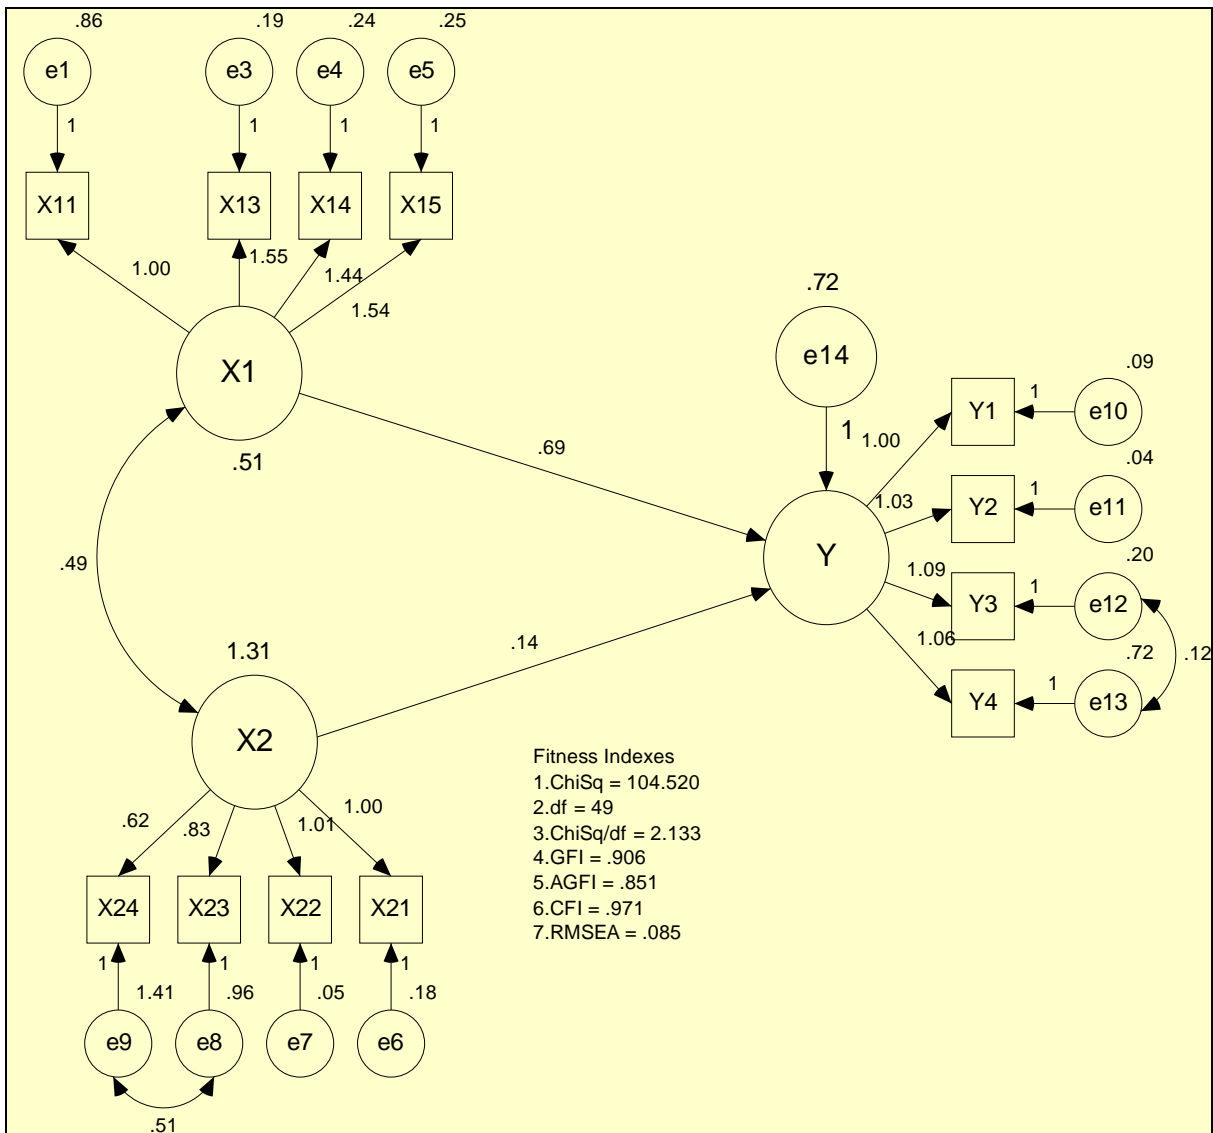 .86
.19
.24
.25
e1
e3
e4
e5
1
1
1
1
X11
X13
X14
X15
1.00
1.55
1.44
1.54
X1
.51
.72
e14
1
.69
.49
Y
1.00
1.03
1.09
1.06
Y1
1
e10
.09
Y2
1
e11
.04
Y3
1
e12
.20
Y4
1
e13
.72
.12
.14
1.31
X2
.62
.83
1.01
1.00
X24
X23
X22
X21
1
1
1
1
1.41
.96
.05
.18
e9
e8
e7
e6
.51
Fitness Indexes
1.ChiSq = 104.520
2.df = 49
3.ChiSq/df = 2.133
4.GFI = .906
5.AGFI = .851
6.CFI = .971
7.RMSEA = .085